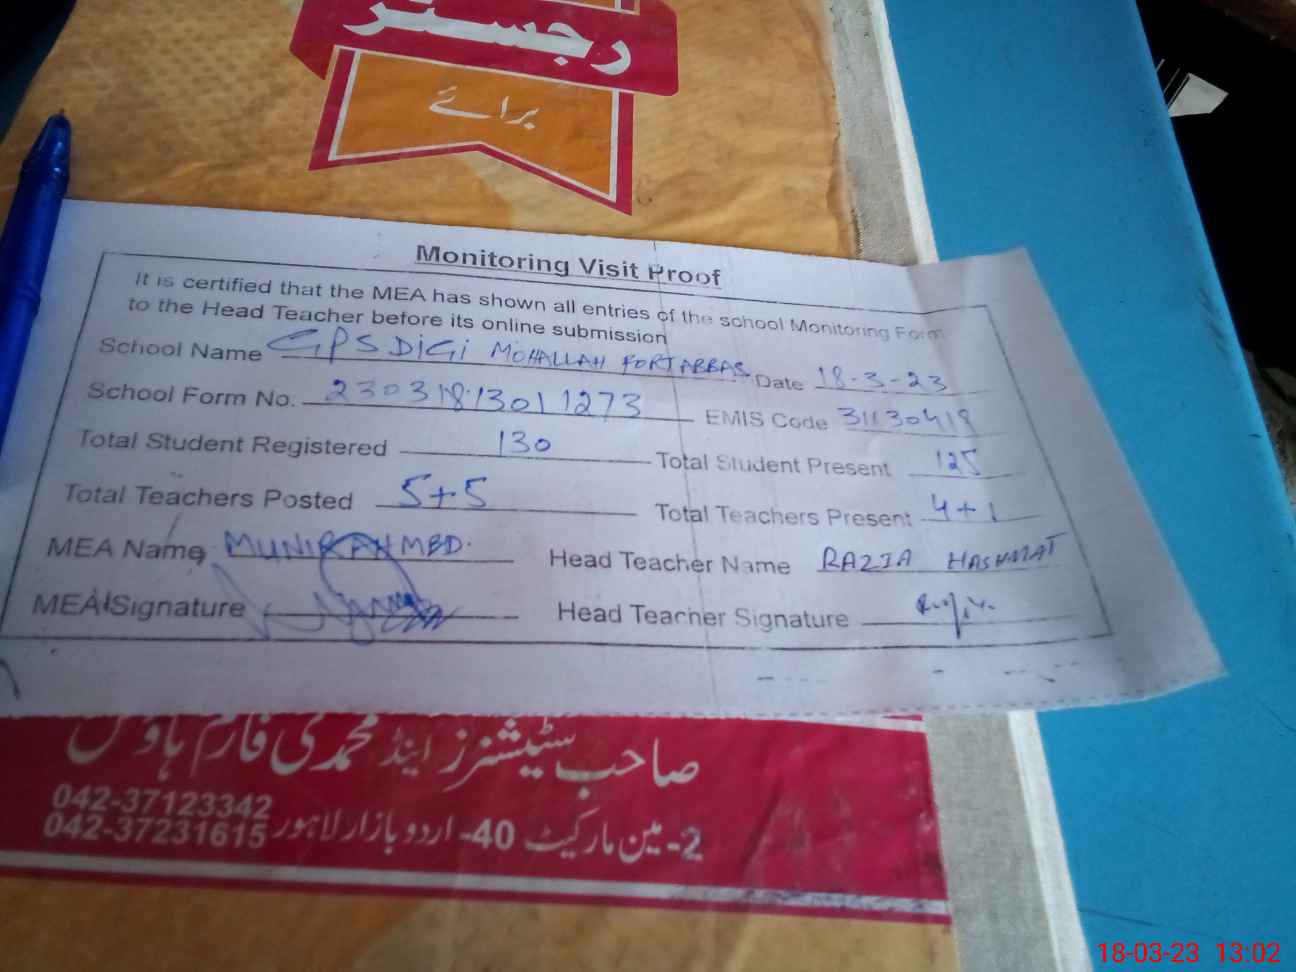 رجسٹر
برائے
Monitoring Visit Proof
It is certified that the MEA has shown all entries of the school Monitoring Form
to the Head Teacher before its online submission
School Name GPS DiGi MOHALLAH FORTABBAS Date 18-3-23
School Form No. 23031813011273 EMIS Code 31130418
Total Student Registered 130 Total Student Present 125
Total Teachers Posted 5+5 Total Teachers Present 4+1
MEA Name MUNIR AHMED. Head Teacher Name RAZIA HASHMAT
MEA Signature Head Teacher Signature
صاحب سٹیشنرز اینڈ محمدی فارم ہاؤس
042-37123342
2-مین مارکیٹ 40-اردو بازار لاہور 042-37231615
18-03-23 13:02